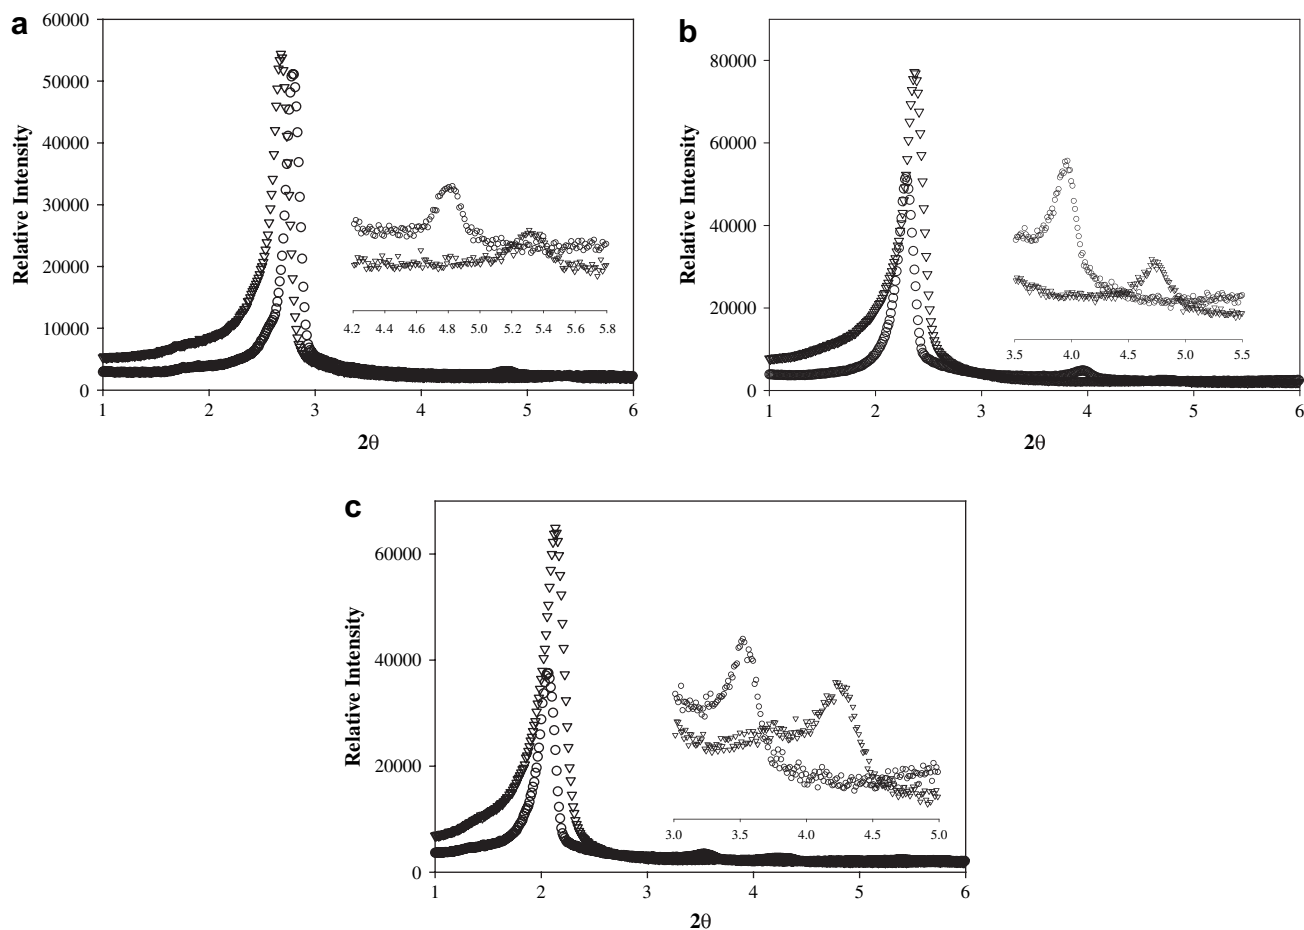 a
60000
50000
40000
30000
20000
10000
0
Relative Intensity
4.2 4.4 4.6 4.8 5.0 5.2 5.4 5.6 5.8
1 2 3 4 5 6
2θ
b
80000
60000
40000
20000
0
Relative Intensity
3.5 4.0 4.5 5.0 5.5
1 2 3 4 5 6
2θ
c
60000
40000
20000
0
Relative Intensity
3.0 3.5 4.0 4.5 5.0
1 2 3 4 5 6
2θ